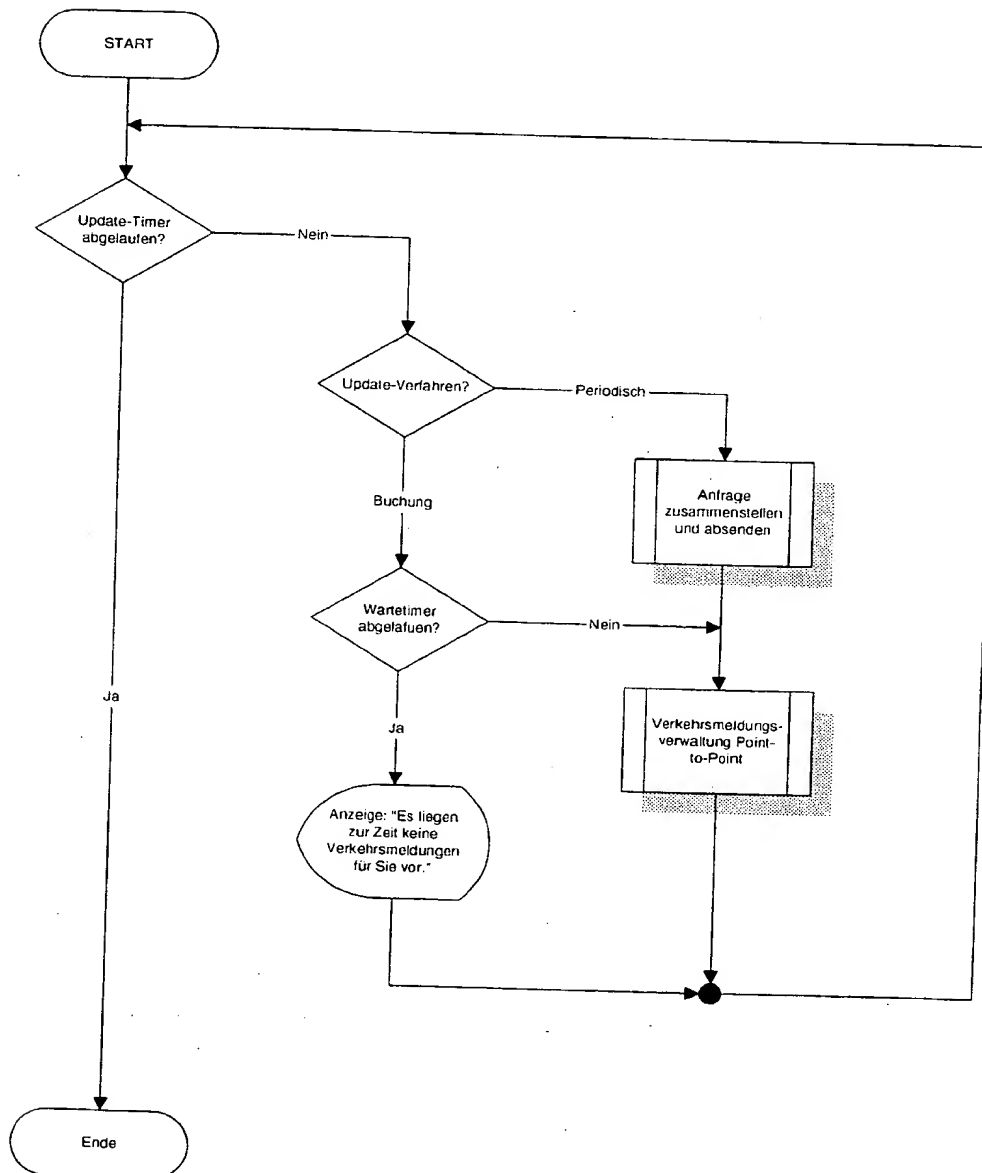 START
Update-Timer
abgelaufen?
Nein
Update-Verfahren?
Periodisch
Anfrage
zusammenstellen
und absenden
Buchung
Wartetimer
abgelafuen?
Nein
Ja
Verkehrsmeldungs-
verwaltung Point-
to-Point
Ja
Anzeige: "Es liegen
zur Zeit keine
Verkehrsmeldungen
für Sie vor."
Ende